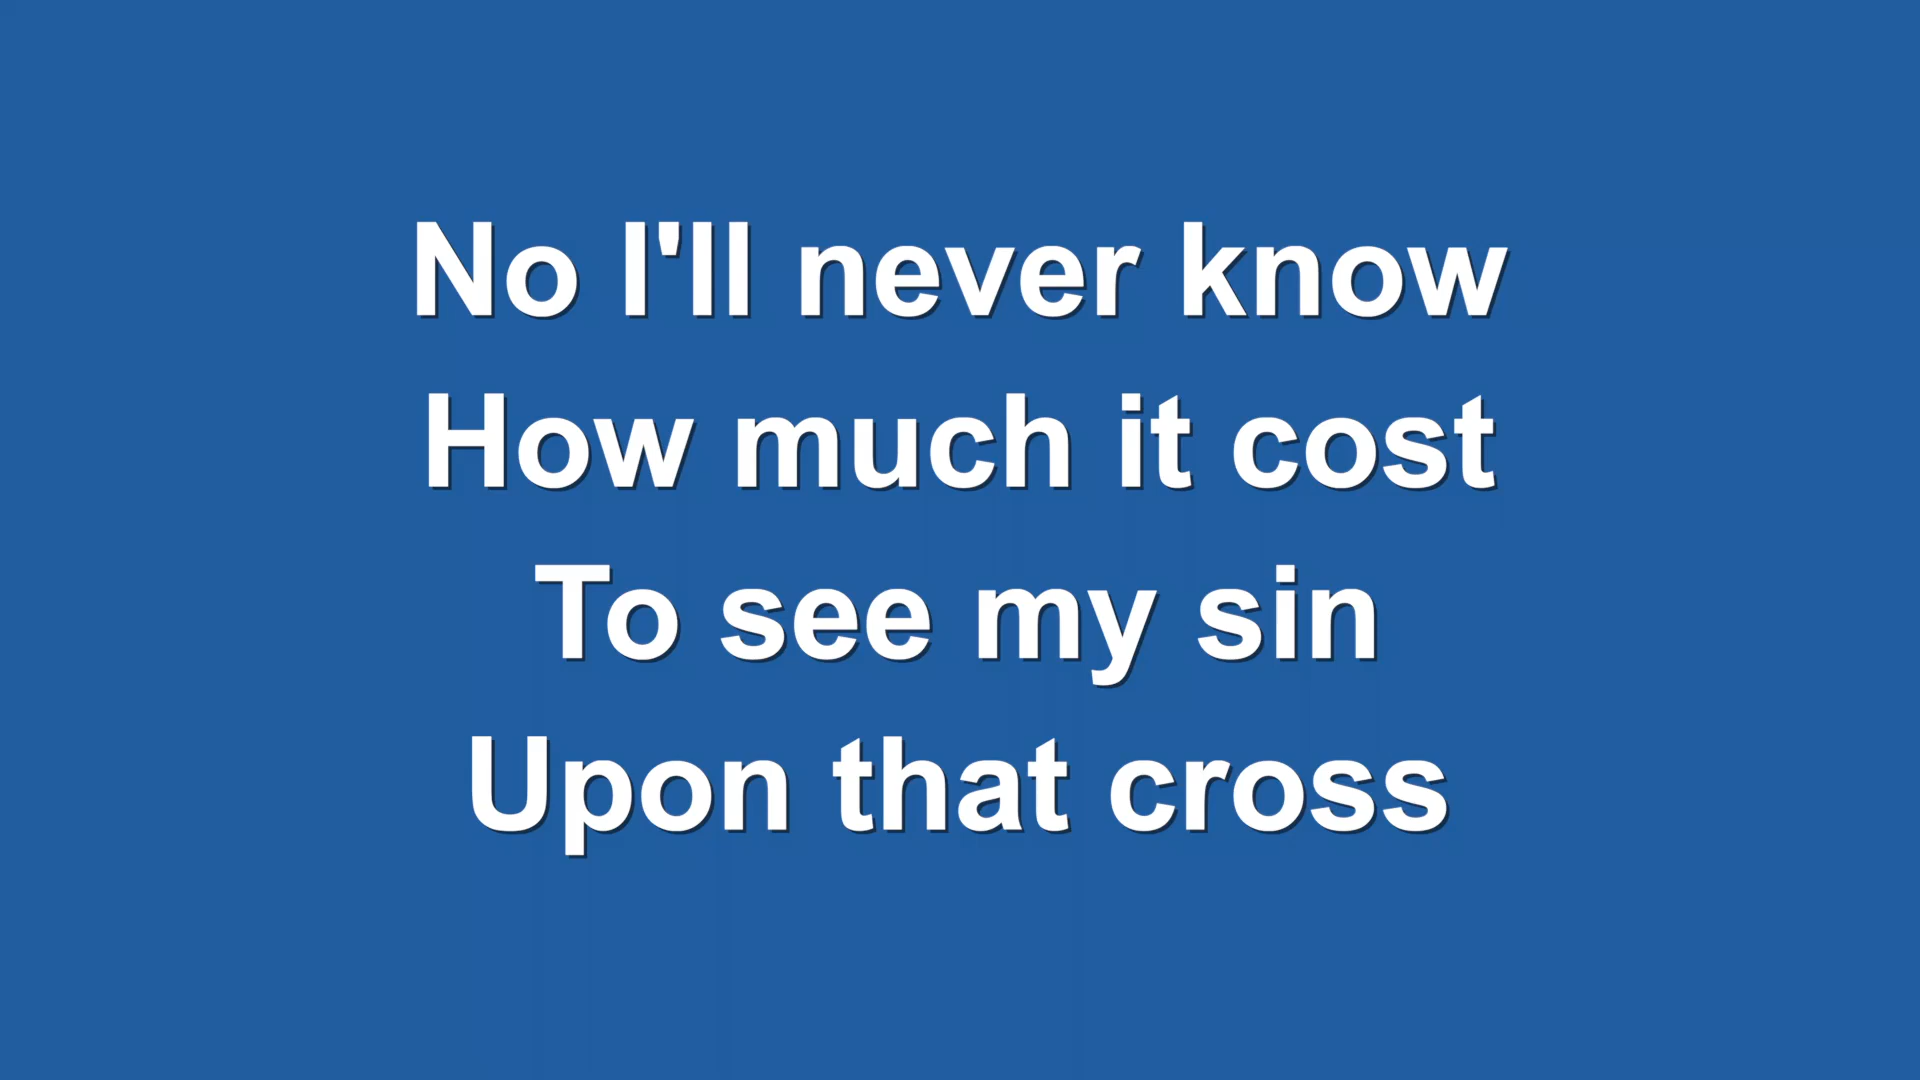 No I'll never know
How much it cost
To see my sin
Upon that cross